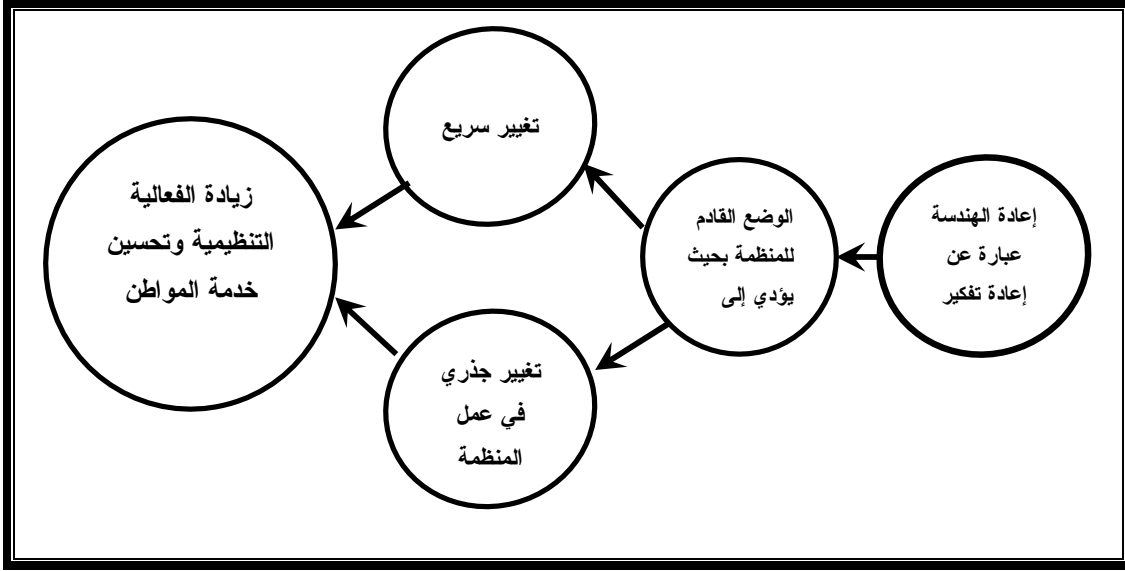 إعادة الهندسة
عبارة عن
إعادة تفكير
الوضع القادم
للمنظمة بحيث
يؤدي إلى
تغيير سريع
تغيير جذري
في عمل
المنظمة
زيادة الفعالية
التنظيمية وتحسين
خدمة المواطن